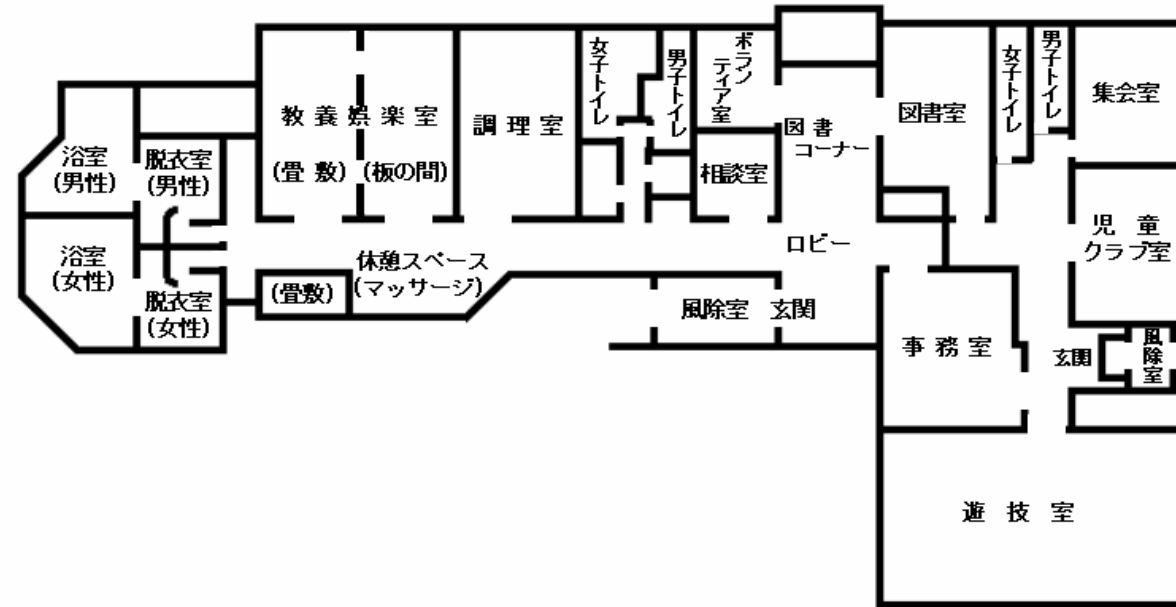 浴室
(男性)
脱衣室
(男性)
浴室
(女性)
脱衣室
(女性)
教養娯楽室
(畳敷)
(板の間)
調理室
女子トイレ
男子トイレ
ボランティア室
相談室
図書
コーナー
図書室
女子トイレ
男子トイレ
集会室
児童
クラブ室
ロビー
休憩スペース
(マッサージ)
(畳敷)
風除室
玄関
事務室
玄関
風除室
遊技室